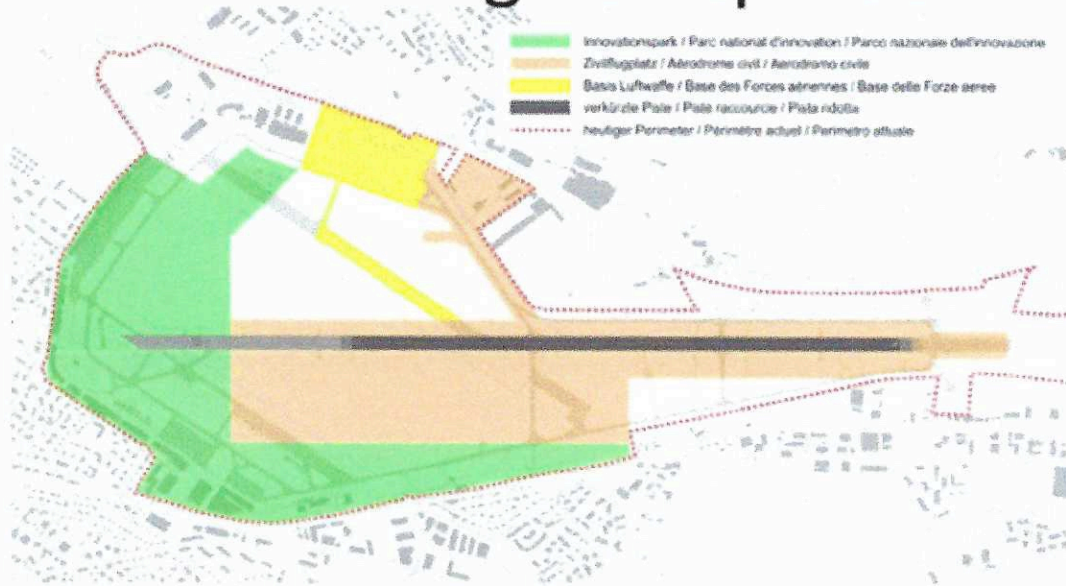 Innovationspark / Parc national d'innovation / Parco nazionale dell'innovazione
Zivilflugplatz / Aérodrome civil / Aerodromo civile
Basis Luftwaffe / Base des Forces aériennes / Base delle Forze aeree
verkürzte Piste / Piste raccource / Pista ridotta
heutiger Perimeter / Périmètre actuel / Perimetro attuale